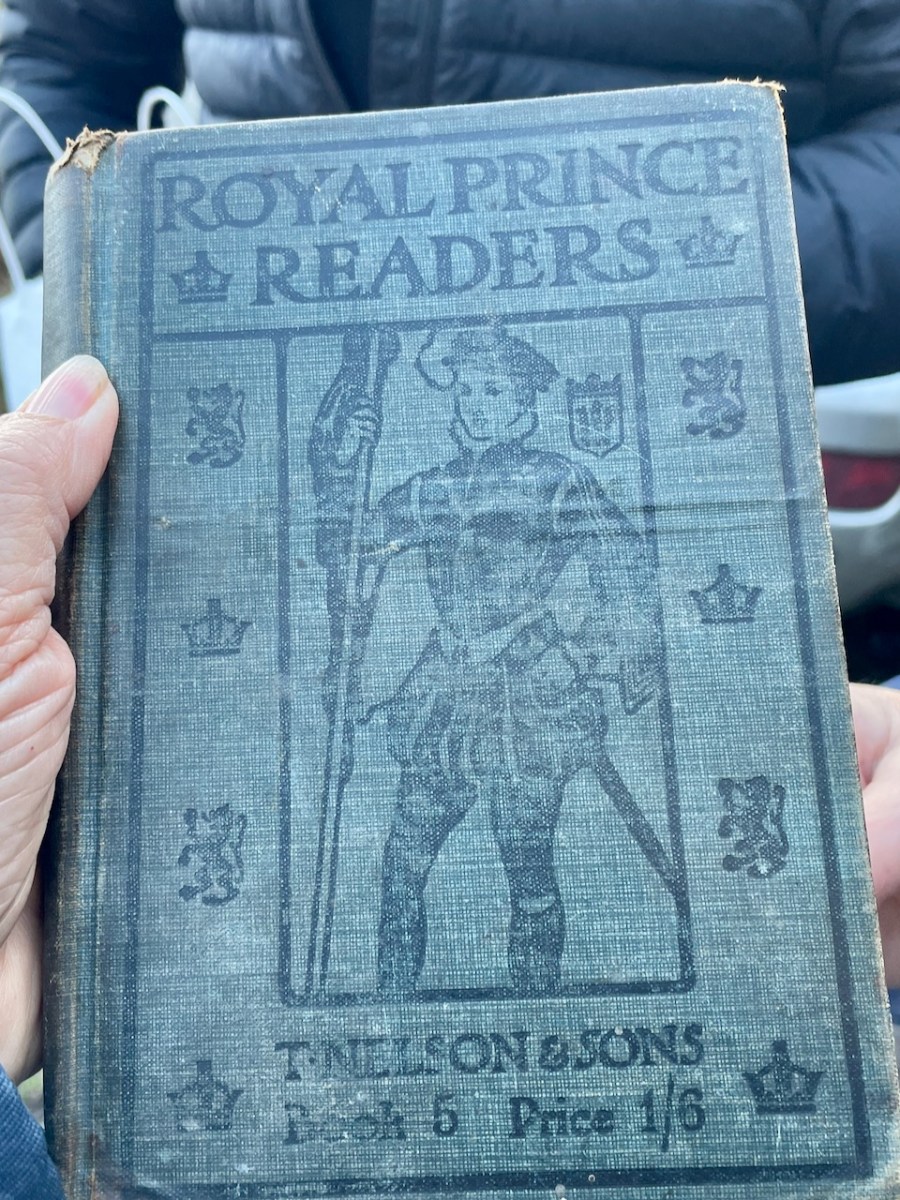 ROYAL PRINCE
READERS
T·NELSON & SONS
Book 5 Price 1/6